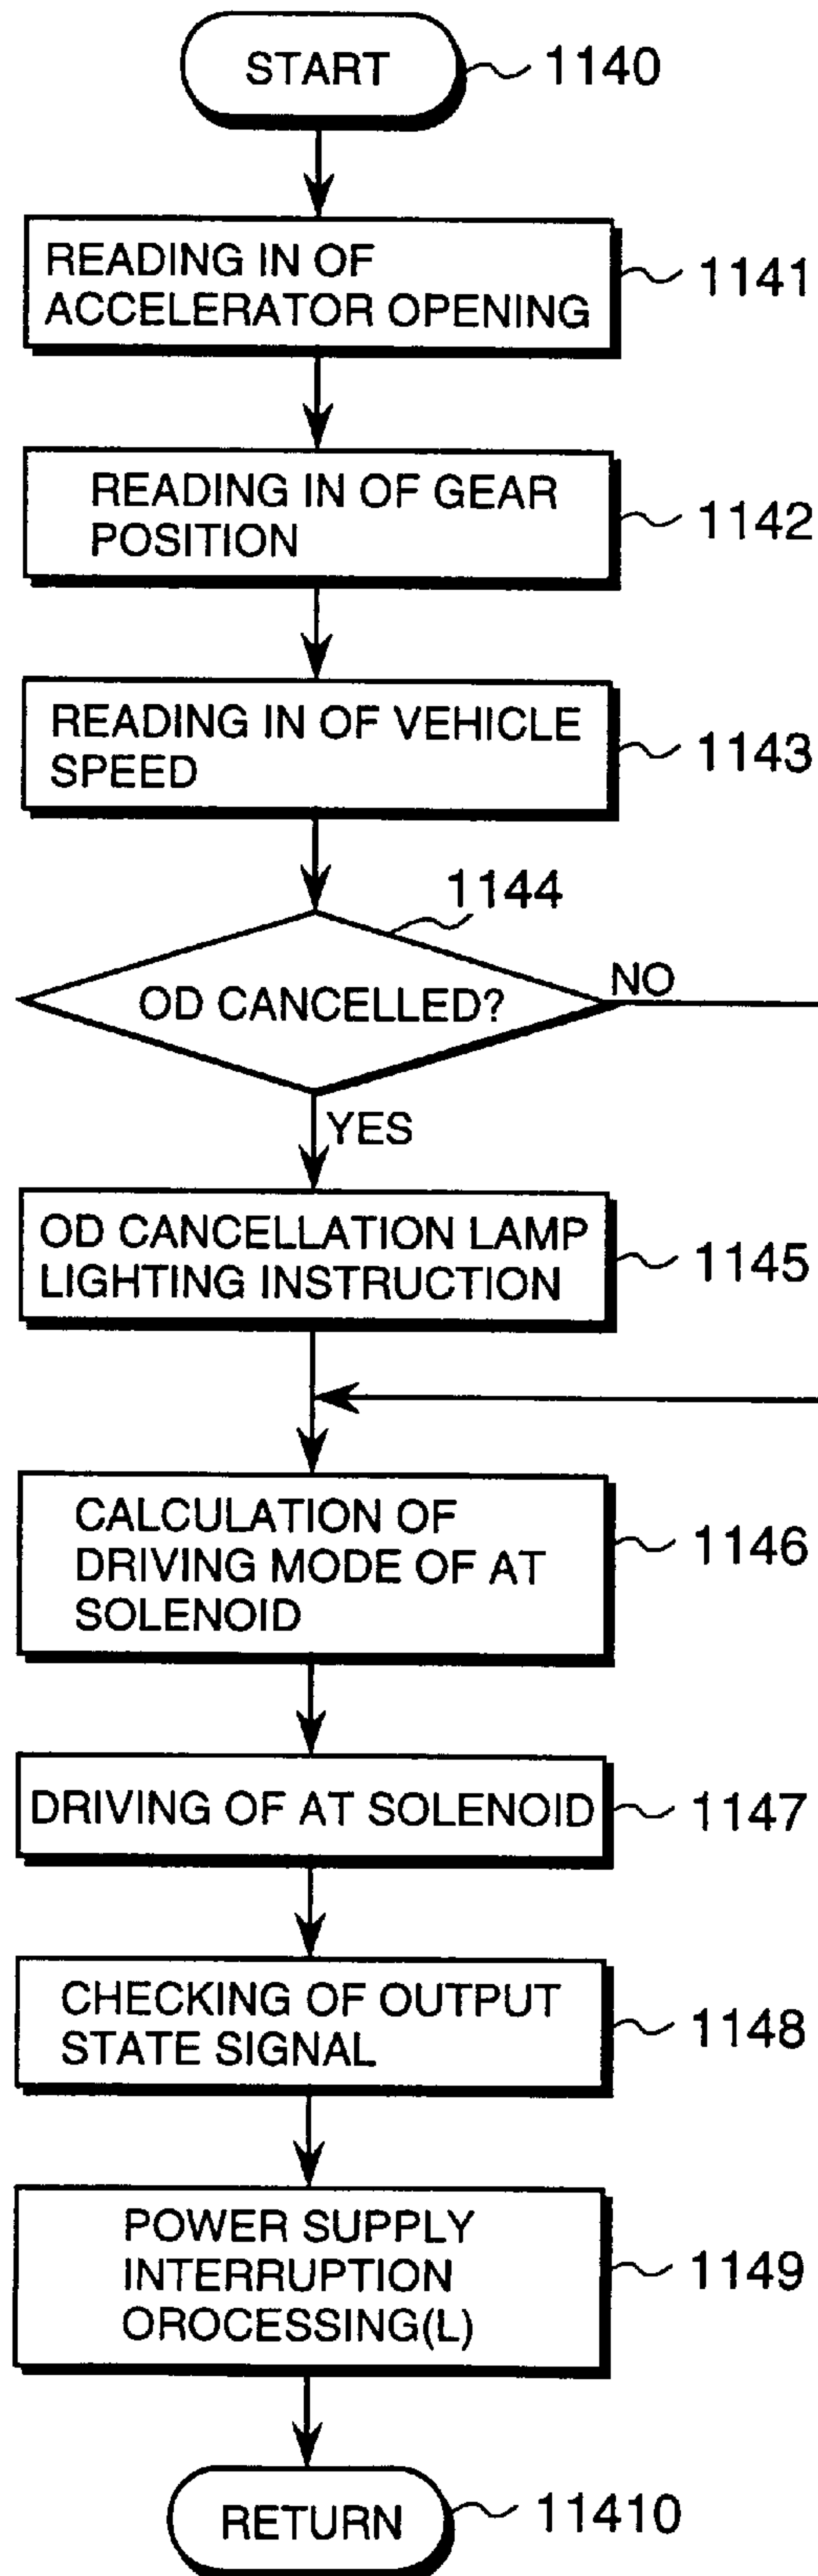 START
1140
READING IN OF
ACCELERATOR OPENING
1141
READING IN OF GEAR
POSITION
1142
READING IN OF VEHICLE
SPEED
1143
1144
OD CANCELLED?
NO
YES
OD CANCELLATION LAMP
LIGHTING INSTRUCTION
1145
CALCULATION OF
DRIVING MODE OF AT
SOLENOID
1146
DRIVING OF AT SOLENOID
1147
CHECKING OF OUTPUT
STATE SIGNAL
1148
POWER SUPPLY
INTERRUPTION
OROCESSING(L)
1149
RETURN
11410